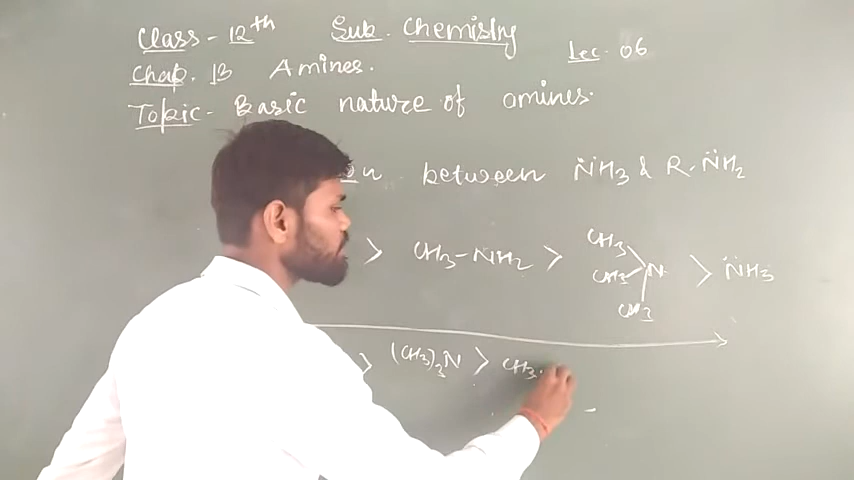 Class - 12th Sub. Chemistry
Lec. 06
Chap. 13 Amines.
Topic - Basic nature of amines.
between N̈H3 & R-N̈H2
> CH3-NH2 > CH3 CH3 CH3 N > N̈H3
> (CH3)3N̈ > CH3